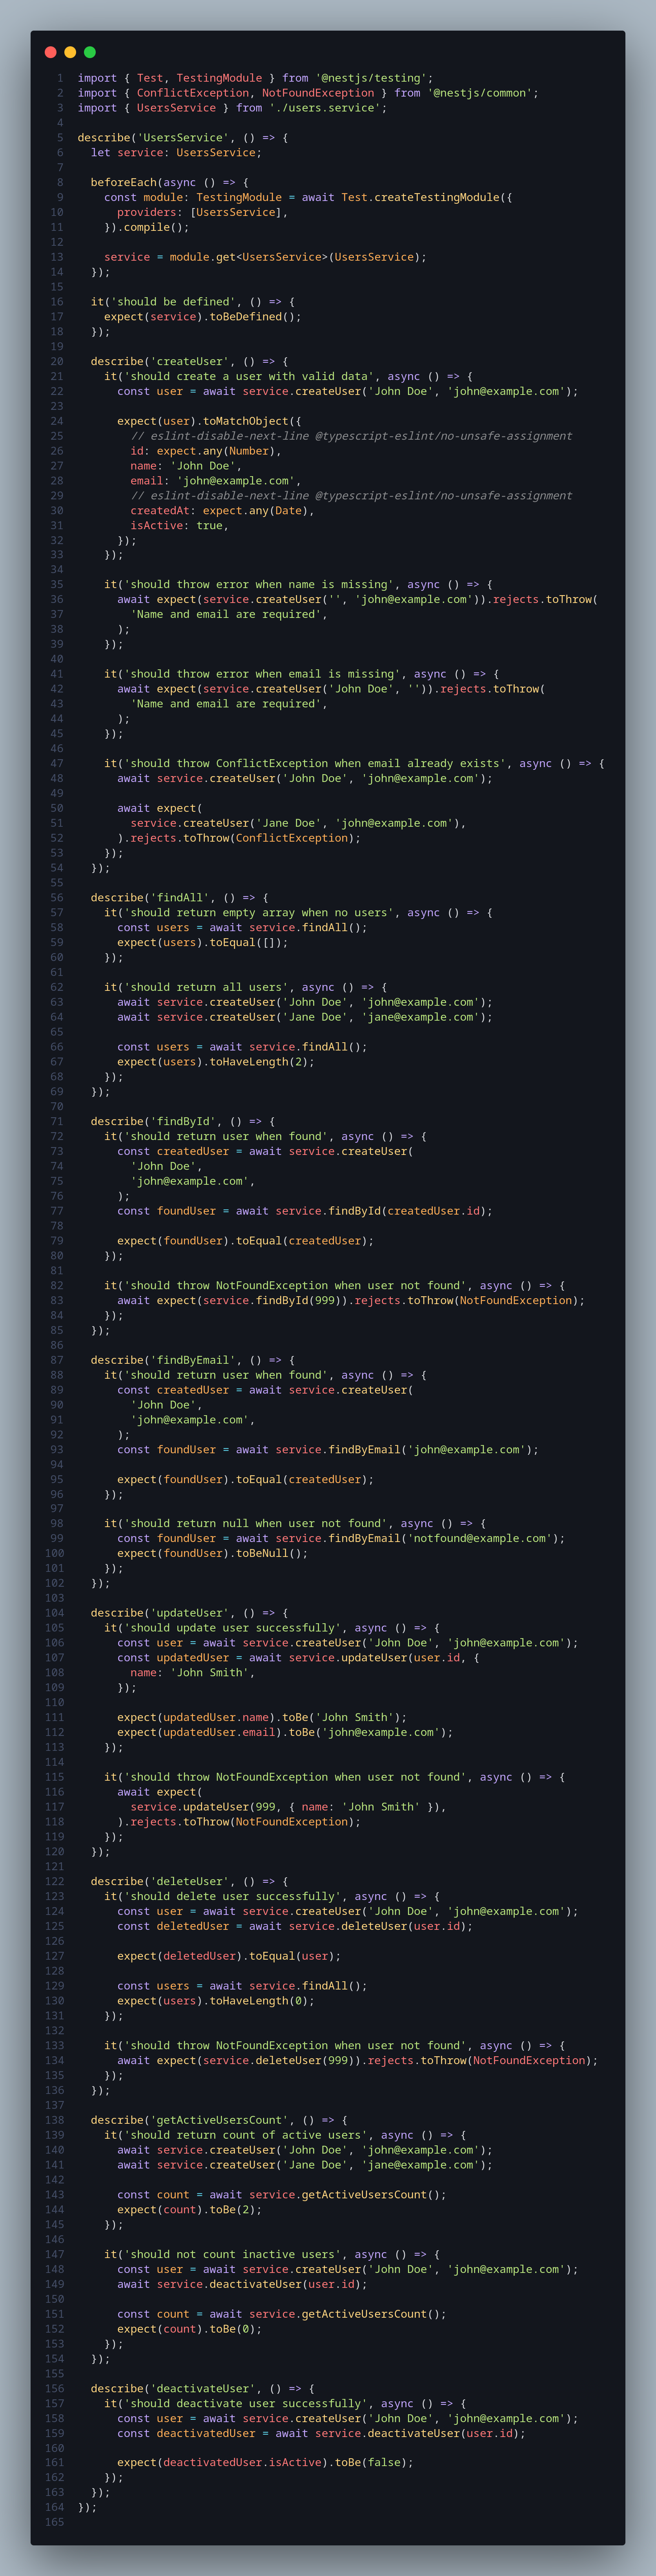 1 import { Test, TestingModule } from '@nestjs/testing';
2 import { ConflictException, NotFoundException } from '@nestjs/common';
3 import { UsersService } from './users.service';
4
5 describe('UsersService', () => {
6   let service: UsersService;
7
8   beforeEach(async () => {
9     const module: TestingModule = await Test.createTestingModule({
10       providers: [UsersService],
11     }).compile();
12
13     service = module.get<UsersService>(UsersService);
14   });
15
16   it('should be defined', () => {
17     expect(service).toBeDefined();
18   });
19
20   describe('createUser', () => {
21     it('should create a user with valid data', async () => {
22       const user = await service.createUser('John Doe', 'john@example.com');
23
24       expect(user).toMatchObject({
25         // eslint-disable-next-line @typescript-eslint/no-unsafe-assignment
26         id: expect.any(Number),
27         name: 'John Doe',
28         email: 'john@example.com',
29         // eslint-disable-next-line @typescript-eslint/no-unsafe-assignment
30         createdAt: expect.any(Date),
31         isActive: true,
32       });
33     });
34
35     it('should throw error when name is missing', async () => {
36       await expect(service.createUser('', 'john@example.com')).rejects.toThrow(
37         'Name and email are required',
38       );
39     });
40
41     it('should throw error when email is missing', async () => {
42       await expect(service.createUser('John Doe', '')).rejects.toThrow(
43         'Name and email are required',
44       );
45     });
46
47     it('should throw ConflictException when email already exists', async () => {
48       await service.createUser('John Doe', 'john@example.com');
49
50       await expect(
51         service.createUser('Jane Doe', 'john@example.com'),
52       ).rejects.toThrow(ConflictException);
53     });
54   });
55
56   describe('findAll', () => {
57     it('should return empty array when no users', async () => {
58       const users = await service.findAll();
59       expect(users).toEqual([]);
60     });
61
62     it('should return all users', async () => {
63       await service.createUser('John Doe', 'john@example.com');
64       await service.createUser('Jane Doe', 'jane@example.com');
65
66       const users = await service.findAll();
67       expect(users).toHaveLength(2);
68     });
69   });
70
71   describe('findById', () => {
72     it('should return user when found', async () => {
73       const createdUser = await service.createUser(
74         'John Doe',
75         'john@example.com',
76       );
77       const foundUser = await service.findById(createdUser.id);
78
79       expect(foundUser).toEqual(createdUser);
80     });
81
82     it('should throw NotFoundException when user not found', async () => {
83       await expect(service.findById(999)).rejects.toThrow(NotFoundException);
84     });
85   });
86
87   describe('findByEmail', () => {
88     it('should return user when found', async () => {
89       const createdUser = await service.createUser(
90         'John Doe',
91         'john@example.com',
92       );
93       const foundUser = await service.findByEmail('john@example.com');
94
95       expect(foundUser).toEqual(createdUser);
96     });
97
98     it('should return null when user not found', async () => {
99       const foundUser = await service.findByEmail('notfound@example.com');
100       expect(foundUser).toBeNull();
101     });
102   });
103
104   describe('updateUser', () => {
105     it('should update user successfully', async () => {
106       const user = await service.createUser('John Doe', 'john@example.com');
107       const updatedUser = await service.updateUser(user.id, {
108         name: 'John Smith',
109       });
110
111       expect(updatedUser.name).toBe('John Smith');
112       expect(updatedUser.email).toBe('john@example.com');
113     });
114
115     it('should throw NotFoundException when user not found', async () => {
116       await expect(
117         service.updateUser(999, { name: 'John Smith' }),
118       ).rejects.toThrow(NotFoundException);
119     });
120   });
121
122   describe('deleteUser', () => {
123     it('should delete user successfully', async () => {
124       const user = await service.createUser('John Doe', 'john@example.com');
125       const deletedUser = await service.deleteUser(user.id);
126
127       expect(deletedUser).toEqual(user);
128
129       const users = await service.findAll();
130       expect(users).toHaveLength(0);
131     });
132
133     it('should throw NotFoundException when user not found', async () => {
134       await expect(service.deleteUser(999)).rejects.toThrow(NotFoundException);
135     });
136   });
137
138   describe('getActiveUsersCount', () => {
139     it('should return count of active users', async () => {
140       await service.createUser('John Doe', 'john@example.com');
141       await service.createUser('Jane Doe', 'jane@example.com');
142
143       const count = await service.getActiveUsersCount();
144       expect(count).toBe(2);
145     });
146
147     it('should not count inactive users', async () => {
148       const user = await service.createUser('John Doe', 'john@example.com');
149       await service.deactivateUser(user.id);
150
151       const count = await service.getActiveUsersCount();
152       expect(count).toBe(0);
153     });
154   });
155
156   describe('deactivateUser', () => {
157     it('should deactivate user successfully', async () => {
158       const user = await service.createUser('John Doe', 'john@example.com');
159       const deactivatedUser = await service.deactivateUser(user.id);
160
161       expect(deactivatedUser.isActive).toBe(false);
162     });
163   });
164 });
165